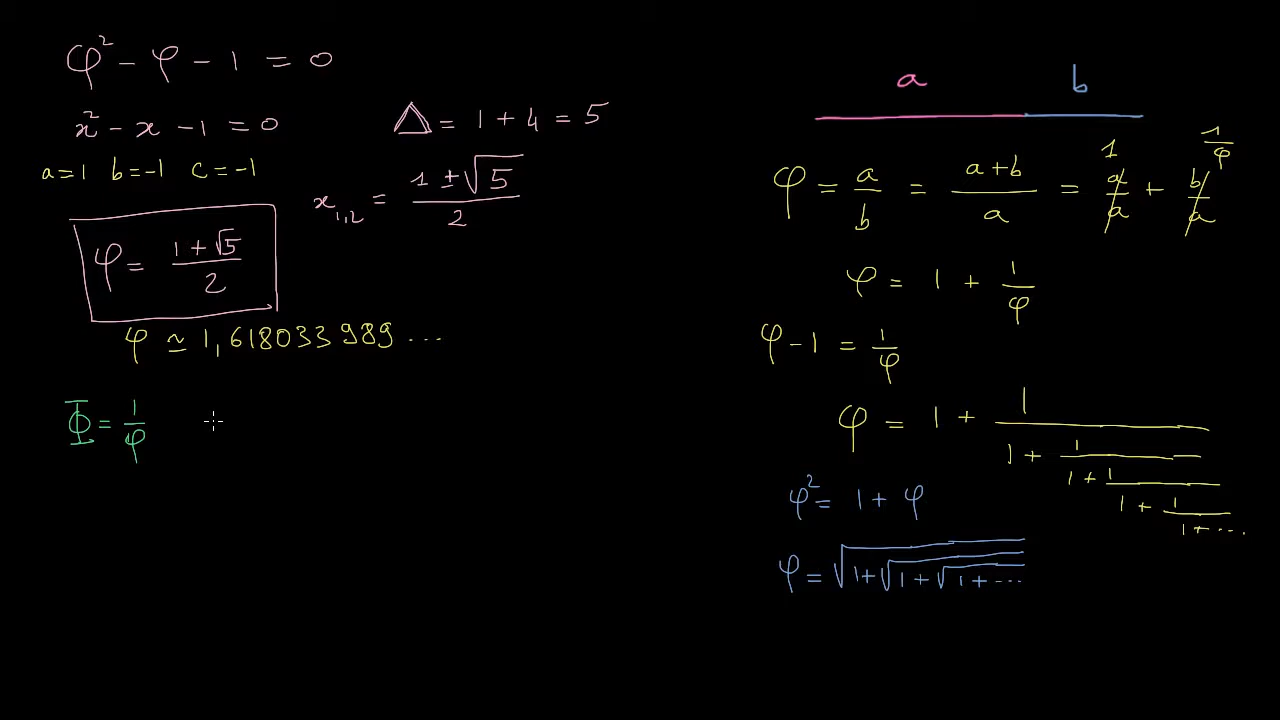 φ² - φ - 1 = 0
x² - x - 1 = 0
Δ = 1 + 4 = 5
a=1 b=-1 c=-1
x₁,₂ = (1 ± √5)/2
φ = (1 + √5)/2
φ ≃ 1,618033989...
Φ = 1/φ
a b
φ = a/b = (a+b)/a = a/a 1 + b/a 1/φ
φ = 1 + 1/φ
φ - 1 = 1/φ
φ = 1 + 1/(1 + 1/(1 + 1/(1 + 1/(1 + ...))))
φ² = 1 + φ
φ = √(1+√(1+√(1+...)))